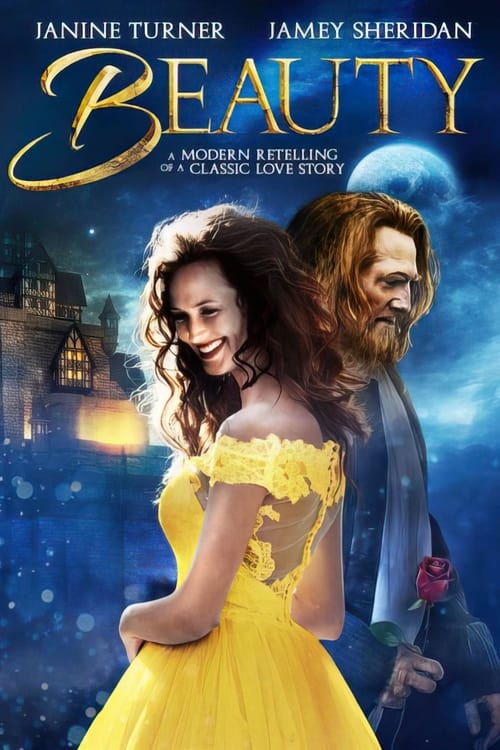 JANINE TURNER JAMEY SHERIDAN
BEAUTY
A MODERN RETELLING
OF A CLASSIC LOVE STORY